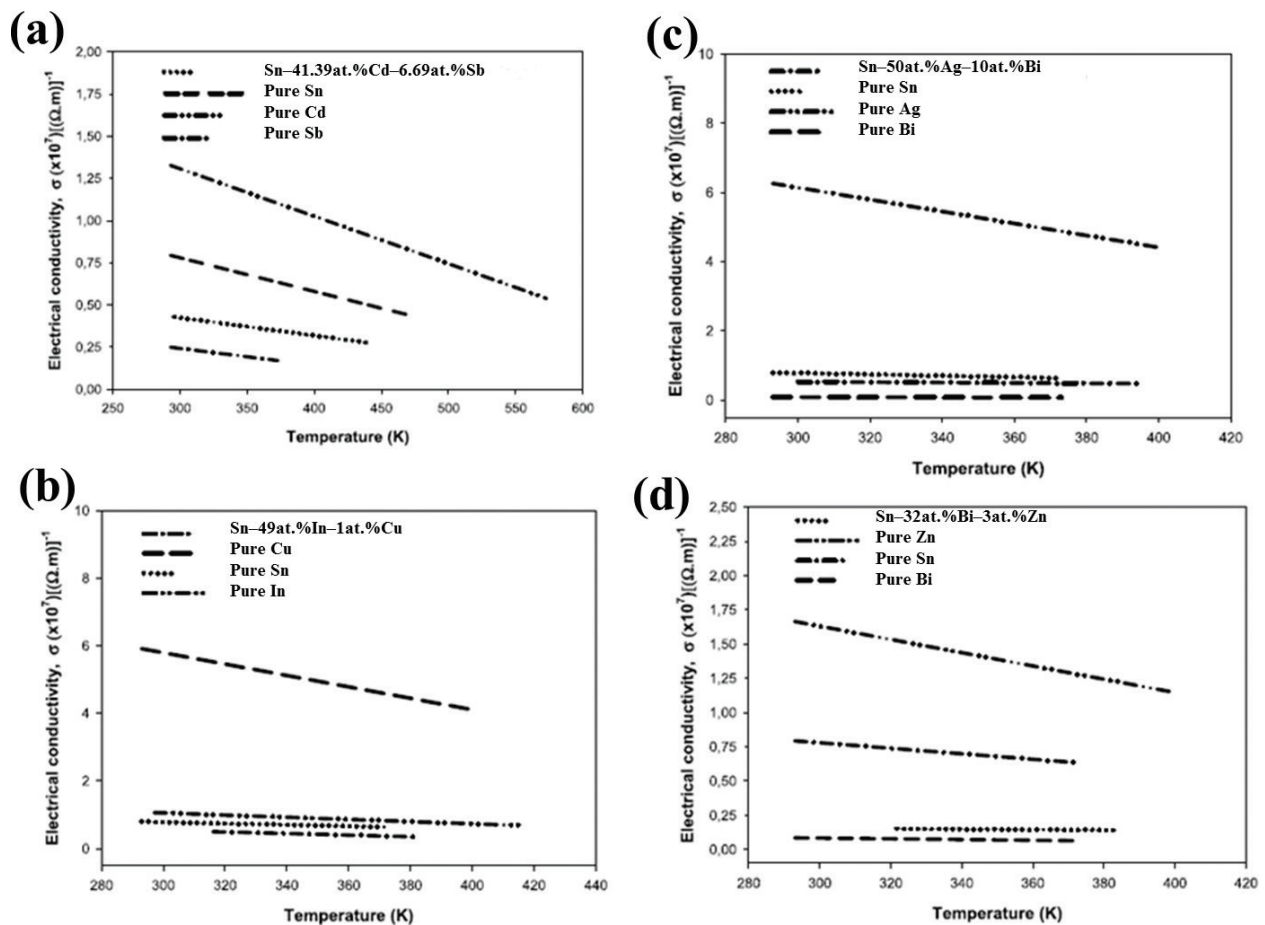 (a)
2,00
1,75
1,50
1,25
1,00
0,75
0,50
0,25
0,00
Electrical conductivity, σ (x10⁷)[(Ω.m)]⁻¹
Sn–41.39at.%Cd–6.69at.%Sb
Pure Sn
Pure Cd
Pure Sb
250 300 350 400 450 500 550 600
Temperature (K)
(c)
10
8
6
4
2
0
Electrical conductivity, σ (x10⁷)[(Ω.m)]⁻¹
Sn–50at.%Ag–10at.%Bi
Pure Sn
Pure Ag
Pure Bi
280 300 320 340 360 380 400 420
Temperature (K)
(b)
10
8
6
4
2
0
Electrical conductivity, σ (x10⁷)[(Ω.m)]⁻¹
Sn–49at.%In–1at.%Cu
Pure Cu
Pure Sn
Pure In
280 300 320 340 360 380 400 420 440
Temperature (K)
(d)
2,50
2,25
2,00
1,75
1,50
1,25
1,00
0,75
0,50
0,25
0,00
Electrical conductivity, σ (x10⁷)[(Ω.m)]⁻¹
Sn–32at.%Bi–3at.%Zn
Pure Zn
Pure Sn
Pure Bi
280 300 320 340 360 380 400 420
Temperature (K)